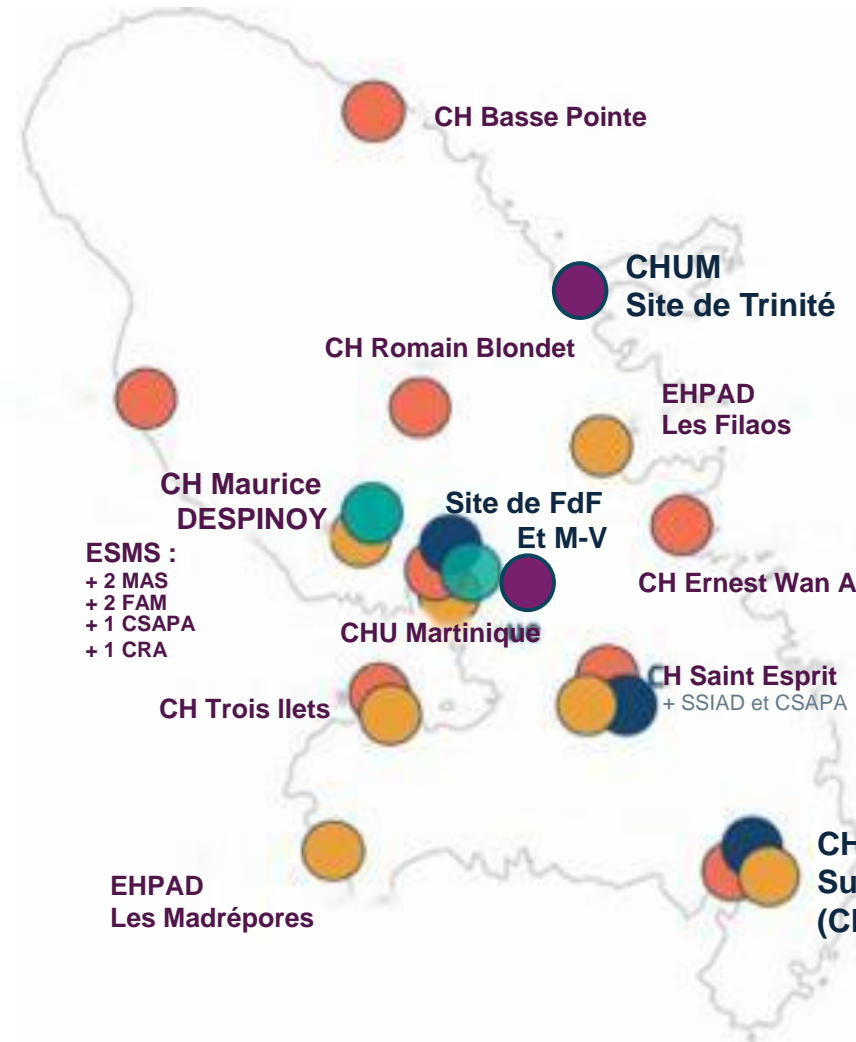 CH Basse Pointe
CHUM
Site de Trinité
CH Romain Blondet
EHPAD
Les Filaos
CH Maurice
DESPINOY
Site de FdF
Et M-V
ESMS :
+ 2 MAS
+ 2 FAM
+ 1 CSAPA
+ 1 CRA
CH Ernest Wan A
CHU Martinique
CH Saint Esprit
+ SSIAD et CSAPA
CH Trois Ilets
EHPAD
Les Madrépores
CH
Su